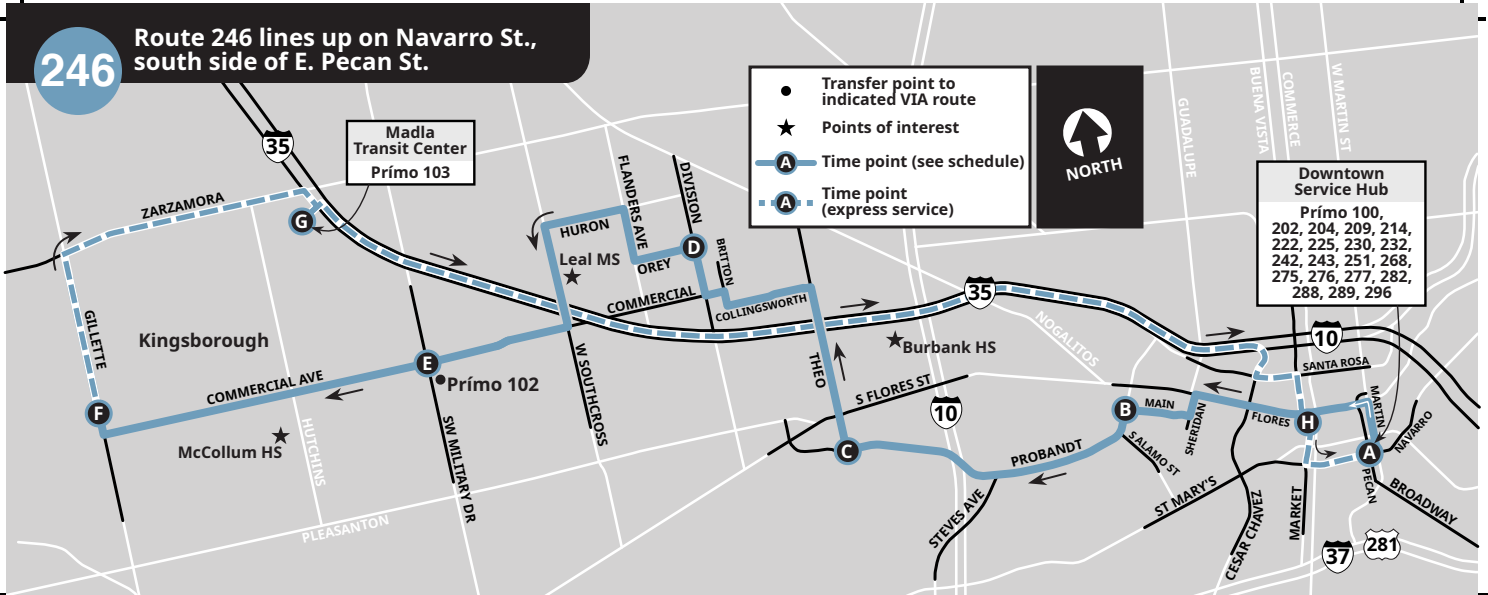 246
Route 246 lines up on Navarro St.,
south side of E. Pecan St.
Transfer point to
indicated VIA route
Points of interest
A
Time point (see schedule)
A
Time point
(express service)
NORTH
Madla
Transit Center
Prímo 103
Downtown
Service Hub
Prímo 100,
202, 204, 209, 214,
222, 225, 230, 232,
242, 243, 251, 268,
275, 276, 277, 282,
288, 289, 296
35
ZARZAMORA
G
GILLETTE
Kingsborough
F
COMMERCIAL AVE
McCollum HS
HUTCHINS
PLEASANTON
E
Prímo 102
SW MILITARY DR
HURON
FLANDERS AVE
OREY
Leal MS
DIVISION
D
BRITTON
COMMERCIAL
COLLINGSWORTH
W SOUTHCROSS
THEO
35
Burbank HS
S FLORES ST
10
C
PROBANDT
STEVES AVE
NOGALITOS
B
MAIN
SALAMO ST
SHERIDAN
ST MARY'S
CESAR CHAVEZ
FLORES
H
MARKET
SANTA ROSA
10
MARTIN
NAVARRO
A
PECAN
BROADWAY
37
281
GUADALUPE
BUENA VISTA
COMMERCE
W MARTIN ST